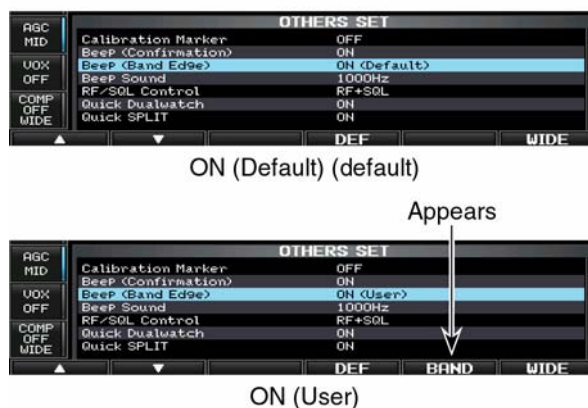 OTHERS SET
AGC
MID
VOX
OFF
COMP
OFF
WIDE
Calibration Marker OFF
Beep (Confirmation) ON
Beep (Band Edge) ON (Default)
Beep Sound 1000Hz
RF/SQL Control RF+SQL
Quick Dualwatch ON
Quick SPLIT ON
▲ ▼ DEF WIDE
ON (Default) (default)
Appears
OTHERS SET
AGC
MID
VOX
OFF
COMP
OFF
WIDE
Calibration Marker OFF
Beep (Confirmation) ON
Beep (Band Edge) ON (User)
Beep Sound 1000Hz
RF/SQL Control RF+SQL
Quick Dualwatch ON
Quick SPLIT ON
▲ ▼ DEF BAND WIDE
ON (User)